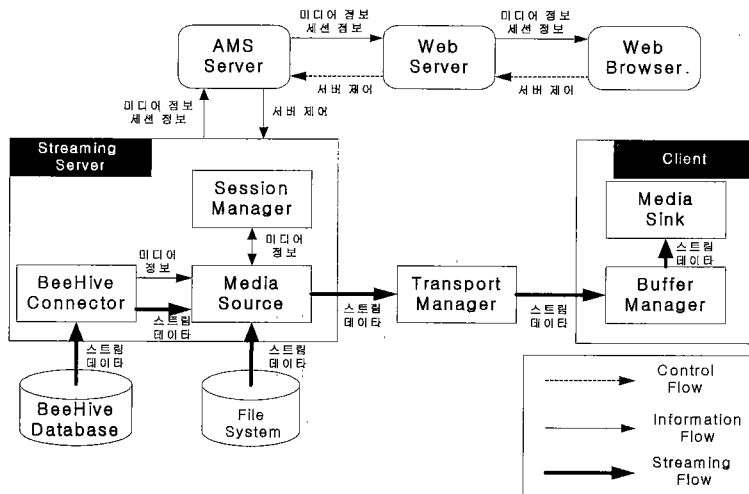 미디어 정보
세션 정보
미디어 정보
세션 정보
AMS
Server
Web
Server
Web
Browser.
서버 제어
서버 제어
미디어 정보
세션 정보
서버 제어
Streaming
Server
Client
Session
Manager
Media
Sink
미디어
정보
미디어
정보
스트림
데이타
BeeHive
Connector
Media
Source
Transport
Manager
Buffer
Manager
스트림
데이타
스트림
데이타
스트림
데이타
스트림
데이타
스트림
데이타
BeeHive
Database
File
System
Control
Flow
Information
Flow
Streaming
Flow